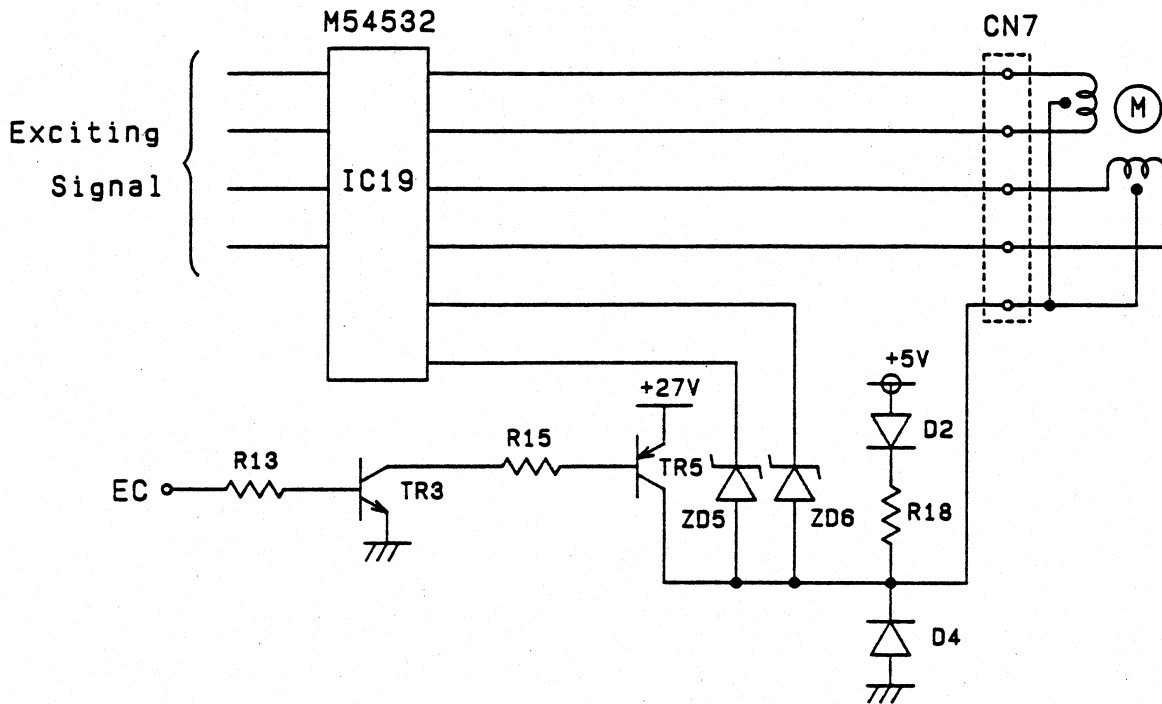 M54532
CN7
Exciting
Signal
IC19
M
+5V
+27V
D2
R15
R13
TR5
EC
TR3
ZD5
ZD6
R18
D4